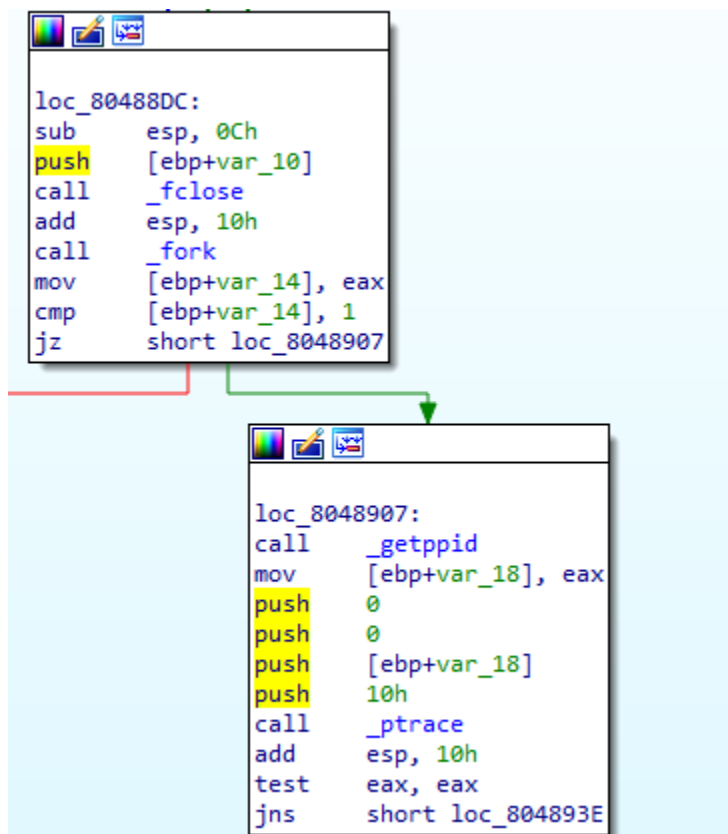 loc_80488DC:
sub esp, 0Ch
push [ebp+var_10]
call _fclose
add esp, 10h
call _fork
mov [ebp+var_14], eax
cmp [ebp+var_14], 1
jz short loc_8048907
loc_8048907:
call _getppid
mov [ebp+var_18], eax
push 0
push 0
push [ebp+var_18]
push 10h
call _ptrace
add esp, 10h
test eax, eax
jns short loc_804893E